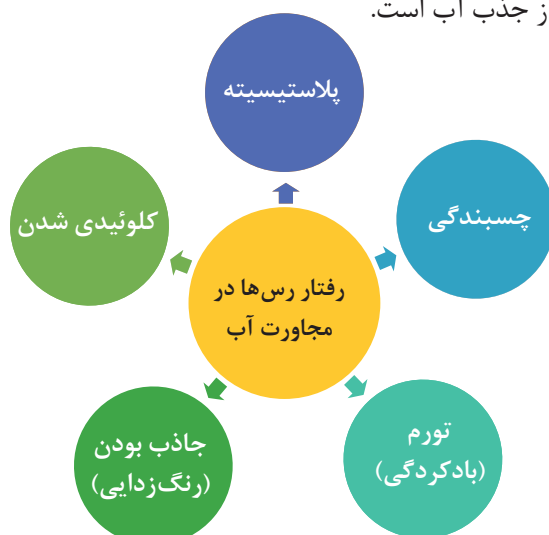 ز جذب آب است.
پلاستیسیته
چسبندگی
تورم
(بادکردگی)
جاذب بودن
(رنگ‌زدایی)
کلوئیدی شدن
رفتار رس‌ها در
مجاورت آب